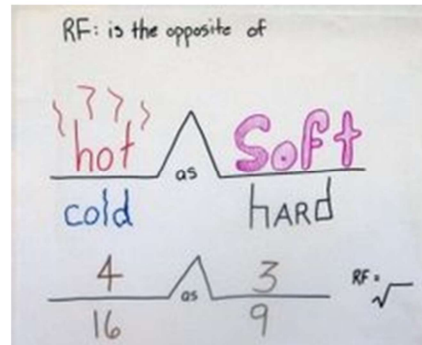 RF: is the opposite of
hot as soft
cold hard
4 as 3
16 9
RF = √